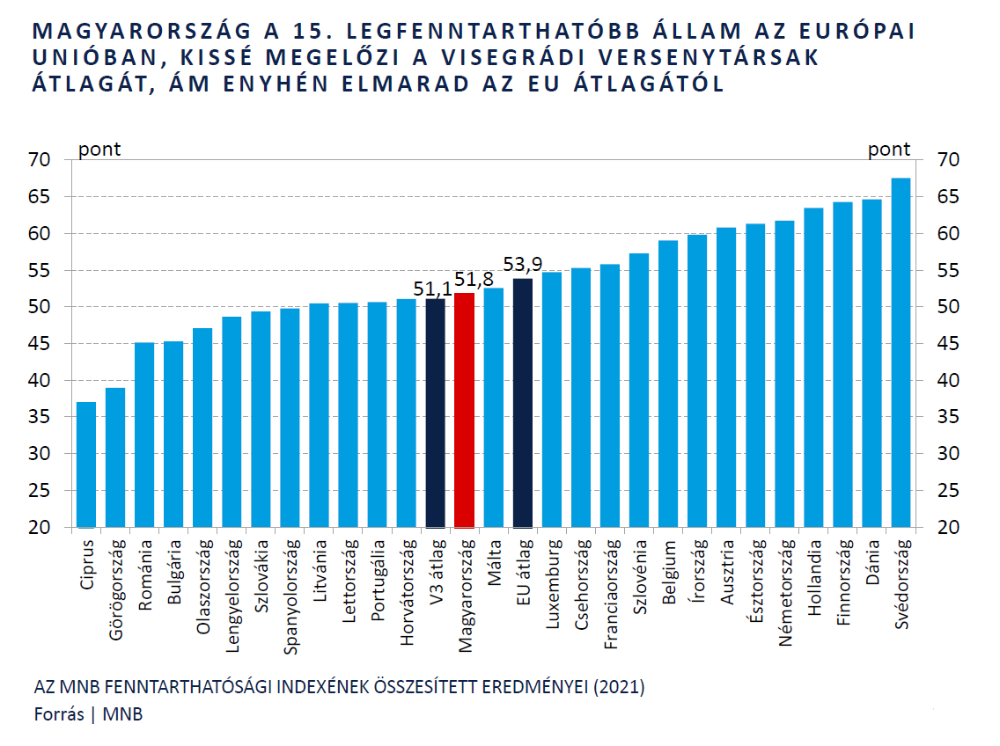 MAGYARORSZÁG A 15. LEGFENNTARTHATÓBB ÁLLAM AZ EURÓPAI
UNIÓBAN, KISSÉ MEGELŐZI A VISEGRÁDI VERSENYTÁRSAK
ÁTLAGÁT, ÁM ENYHÉN ELMARAD AZ EU ÁTLAGÁTÓL
pont pont
70 70
65 65
60 60
55 55
50 50
45 45
40 40
35 35
30 30
25 25
20 20
51,1
51,8
53,9
Ciprus
Görögország
Románia
Bulgária
Olaszország
Lengyelország
Szlovákia
Spanyolország
Litvánia
Lettország
Portugália
Horvátország
V3 átlag
Magyarország
Málta
EU átlag
Luxemburg
Csehország
Franciaország
Szlovénia
Belgium
Írország
Ausztria
Észtország
Németország
Hollandia
Finnország
Dánia
Svédország
AZ MNB FENNTARTHATÓSÁGI INDEXÉNEK ÖSSZESÍTETT EREDMÉNYEI (2021)
Forrás | MNB